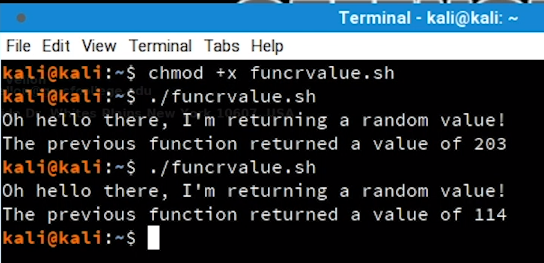 Terminal - kali@kali: ~
File Edit View Terminal Tabs Help
kali@kali:~$ chmod +x funcrvalue.sh
kali@kali:~$ ./funcrvalue.sh
Oh hello there, I'm returning a random value!
The previous function returned a value of 203
kali@kali:~$ ./funcrvalue.sh
Oh hello there, I'm returning a random value!
The previous function returned a value of 114
kali@kali:~$